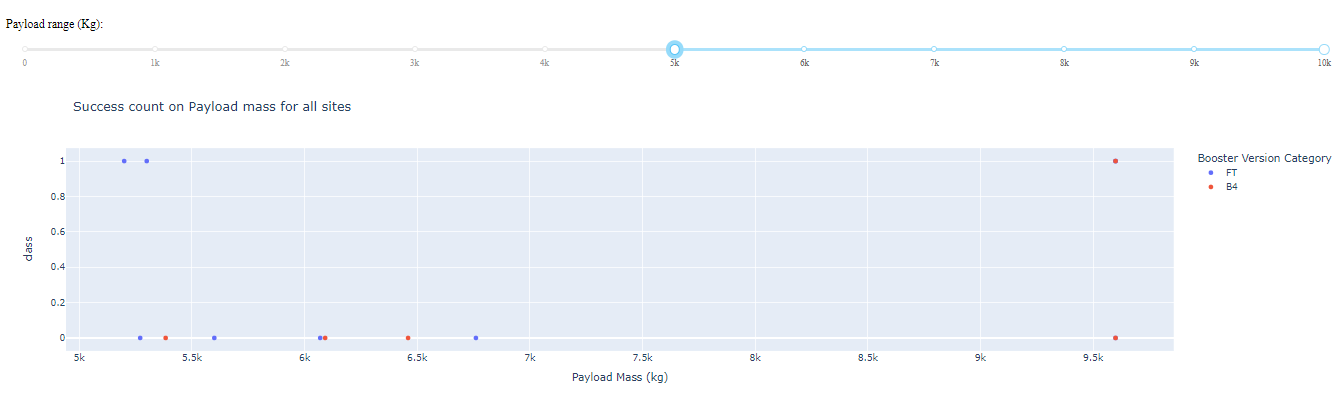 Payload range (Kg):
0 1k 2k 3k 4k 5k 6k 7k 8k 9k 10k
Success count on Payload mass for all sites
Booster Version Category
FT
B4
1
0.8
0.6
0.4
0.2
0
class
5k 5.5k 6k 6.5k 7k 7.5k 8k 8.5k 9k 9.5k
Payload Mass (kg)